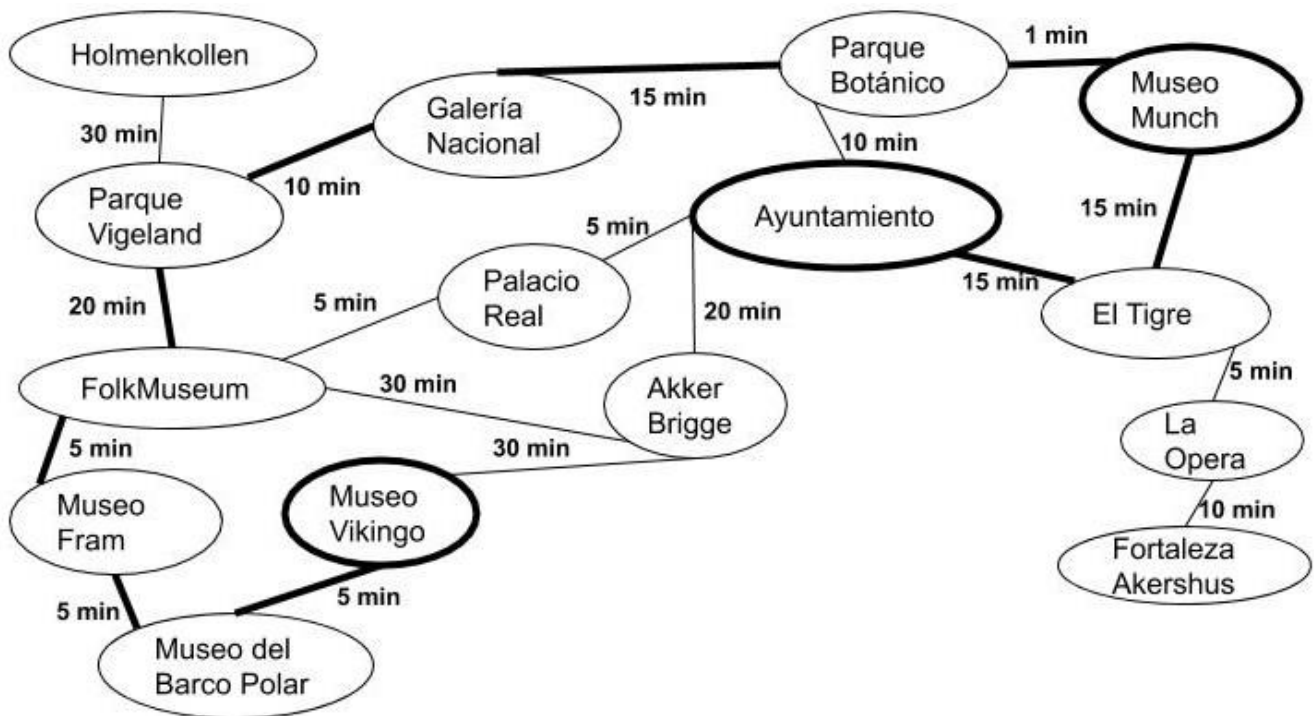 Holmenkollen
30 min
Galería
Nacional
15 min
Parque
Botánico
1 min
Museo
Munch
10 min
10 min
Parque
Vigeland
Ayuntamiento
15 min
5 min
15 min
20 min
Palacio
Real
5 min
20 min
El Tigre
FolkMuseum
30 min
Akker
Brigge
5 min
5 min
30 min
La
Opera
Museo
Fram
Museo
Vikingo
10 min
Fortaleza
Akershus
5 min
5 min
Museo del
Barco Polar